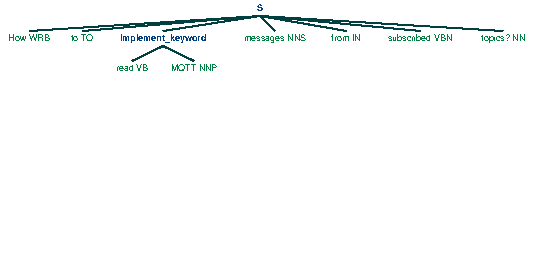 S
How WRB to TO Implement_keyword messages NNS from IN subscribed VBN topics? NN
read VB MQTT NNP